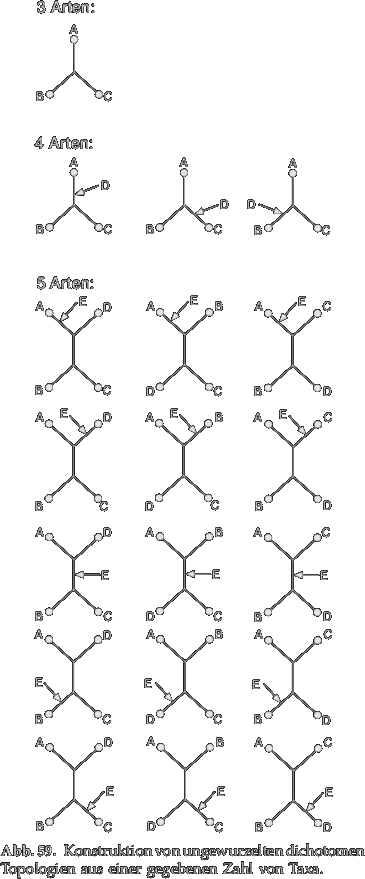 3 Arten:
A
B C
4 Arten:
A A A
D D D
B C B C B C
5 Arten:
A E D A E B A E C
B C D C B D
A E D A E B A E C
B C D C B D
A D A B A C
E E E
B C D C B D
A D A B A C
E E E
B C D C B D
A D A B A C
E E E
B C D C B D
Abb. 59. Konstruktion von ungewurzelten dichotomen
Topologien aus einer gegebenen Zahl von Taxa.